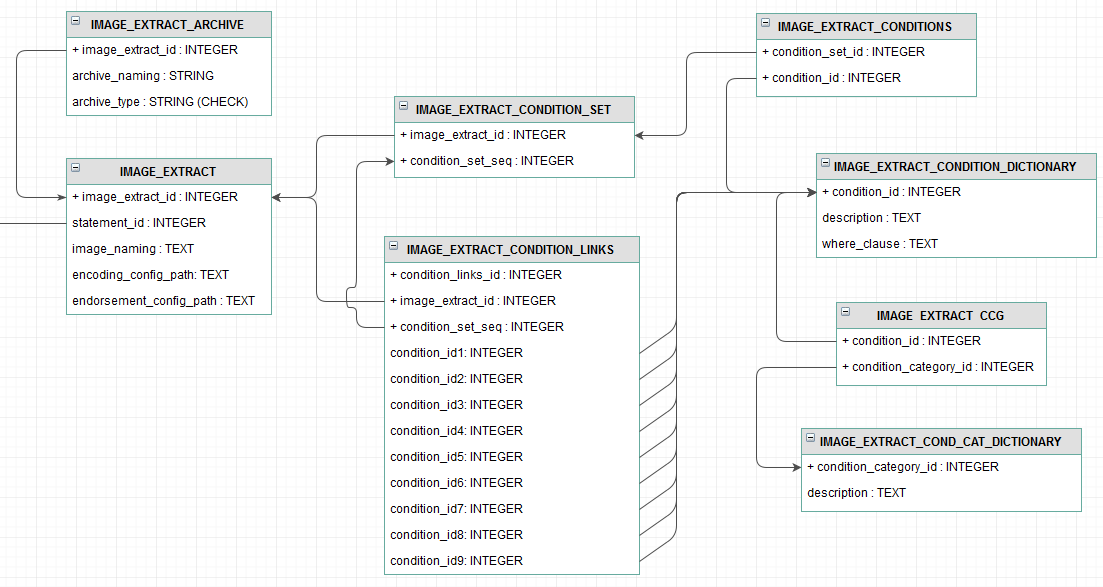 IMAGE_EXTRACT_ARCHIVE
+ image_extract_id : INTEGER
archive_naming : STRING
archive_type : STRING (CHECK)
IMAGE_EXTRACT
+ image_extract_id : INTEGER
statement_id : INTEGER
image_naming : TEXT
encoding_config_path: TEXT
endorsement_config_path : TEXT
IMAGE_EXTRACT_CONDITION_SET
+ image_extract_id : INTEGER
+ condition_set_seq : INTEGER
IMAGE_EXTRACT_CONDITION_LINKS
+ condition_links_id : INTEGER
+ image_extract_id : INTEGER
+ condition_set_seq : INTEGER
condition_id1: INTEGER
condition_id2: INTEGER
condition_id3: INTEGER
condition_id4: INTEGER
condition_id5: INTEGER
condition_id6: INTEGER
condition_id7: INTEGER
condition_id8: INTEGER
condition_id9: INTEGER
IMAGE_EXTRACT_CONDITIONS
+ condition_set_id : INTEGER
+ condition_id : INTEGER
IMAGE_EXTRACT_CONDITION_DICTIONARY
+ condition_id : INTEGER
description : TEXT
where_clause : TEXT
IMAGE_EXTRACT_CCG
+ condition_id : INTEGER
+ condition_category_id : INTEGER
IMAGE_EXTRACT_COND_CAT_DICTIONARY
+ condition_category_id : INTEGER
description : TEXT